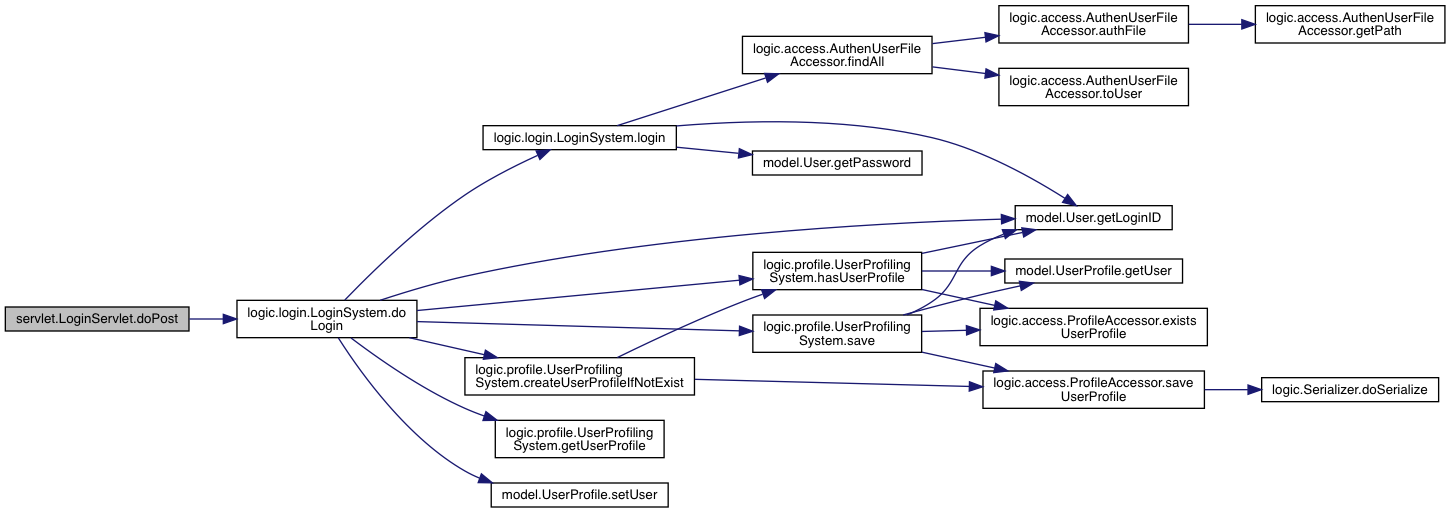 servlet.LoginServlet.doPost
logic.login.LoginSystem.do
Login
logic.login.LoginSystem.login
logic.access.AuthenUserFile
Accessor.findAll
logic.access.AuthenUserFile
Accessor.authFile
logic.access.AuthenUserFile
Accessor.getPath
logic.access.AuthenUserFile
Accessor.toUser
model.User.getPassword
model.User.getLoginID
logic.profile.UserProfiling
System.hasUserProfile
model.UserProfile.getUser
logic.access.ProfileAccessor.exists
UserProfile
logic.profile.UserProfiling
System.save
logic.profile.UserProfiling
System.createUserProfileIfNotExist
logic.access.ProfileAccessor.save
UserProfile
logic.Serializer.doSerialize
logic.profile.UserProfiling
System.getUserProfile
model.UserProfile.setUser